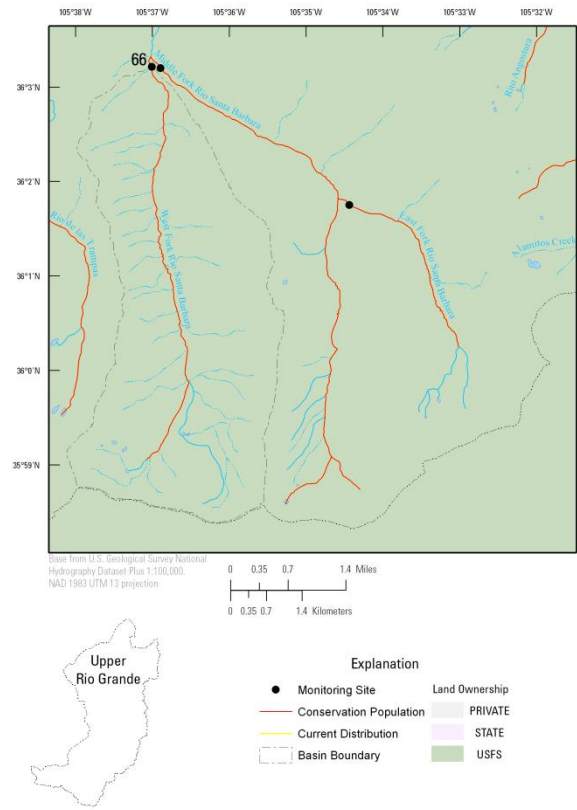 105°38'W
105°37'W
105°36'W
105°35'W
105°34'W
105°33'W
105°32'W
66
36°3'N
36°2'N
36°1'N
36°0'N
35°59'N
Middle Fork Rio Santa Barbara
Rito Angostura
West Fork Rio Santa Barbara
East Fork Rio Santa Barbara
Rio de las Trampas
Alamitos Creek
Base from U.S. Geological Survey National
Hydrography Dataset Plus 1:100,000.
NAD 1983 UTM 13 projection
0 0.35 0.7 1.4 Miles
0 0.35 0.7 1.4 Kilometers
Upper
Rio Grande
Explanation
Monitoring Site
Conservation Population
Current Distribution
Basin Boundary
Land Ownership
PRIVATE
STATE
USFS